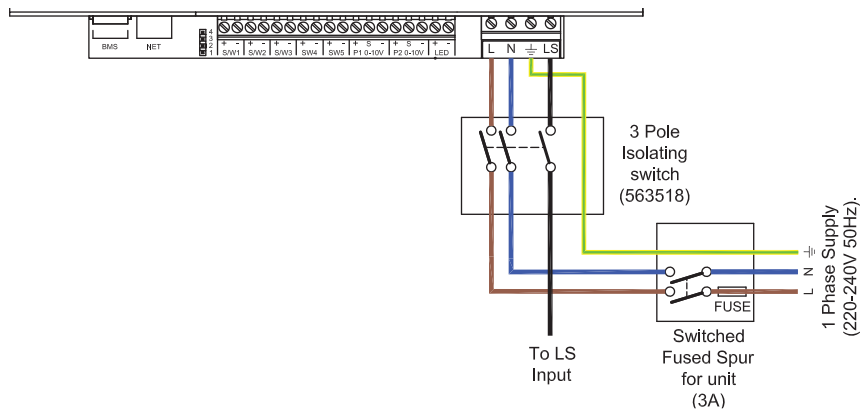 BMS
NET
4
3
2
1
+ - + - + - + - + - + S - + S - + -
S/W1 S/W2 S/W3 SW4 SW5 P1 0-10V P2 0-10V LED
L N LS
3 Pole
Isolating
switch
(563518)
1 Phase Supply
(220-240V 50Hz).
N
L
FUSE
Switched
Fused Spur
for unit
(3A)
To LS
Input